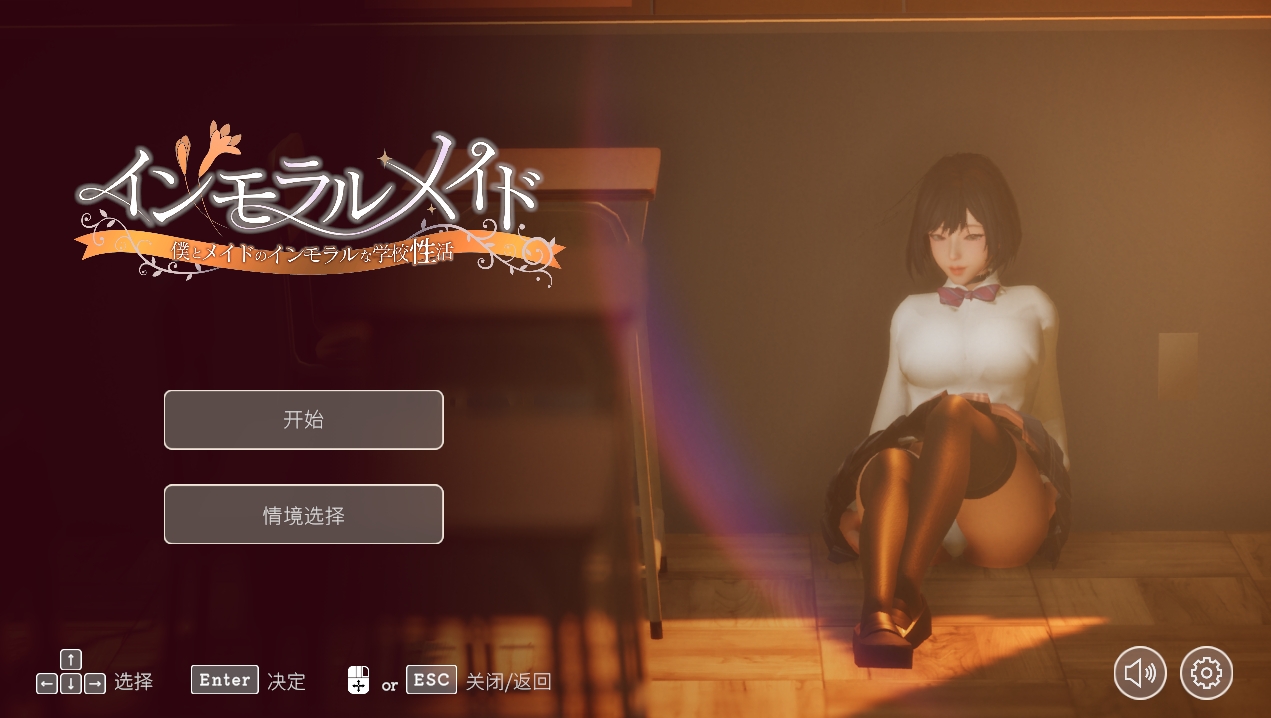 インモラルメイド
僕とメイドのインモラルな学校性活
开始
情境选择
↑
← ↓ → 选择 Enter 决定 or ESC 关闭/返回